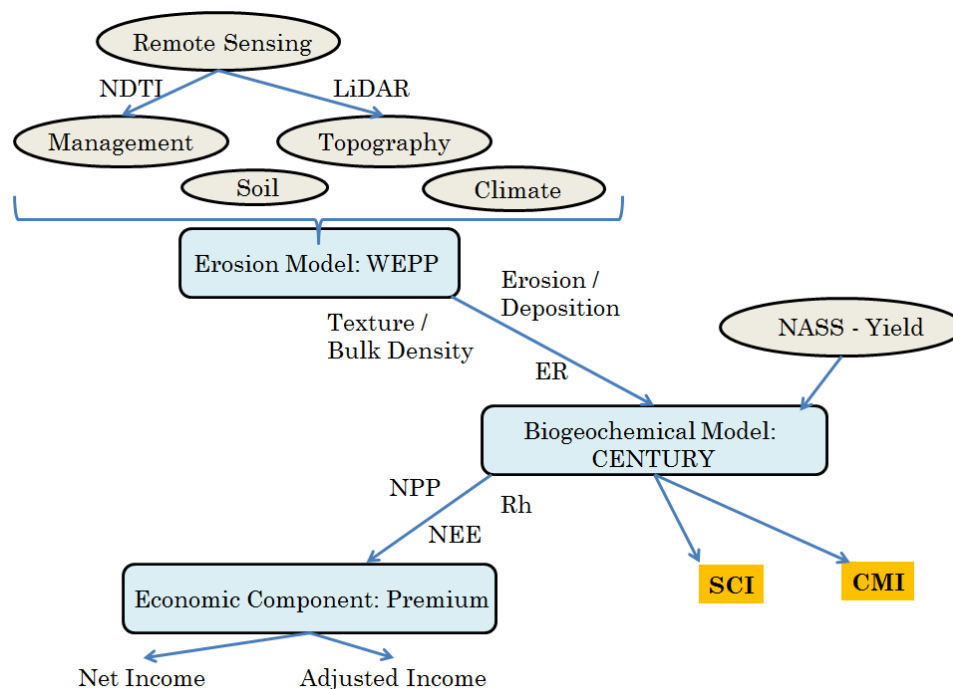 Remote Sensing
NDTI
LiDAR
Management
Topography
Soil
Climate
Erosion Model: WEPP
Erosion /
Deposition
Texture /
Bulk Density
NASS - Yield
ER
Biogeochemical Model:
CENTURY
NPP
Rh
NEE
SCI
CMI
Economic Component: Premium
Net Income
Adjusted Income